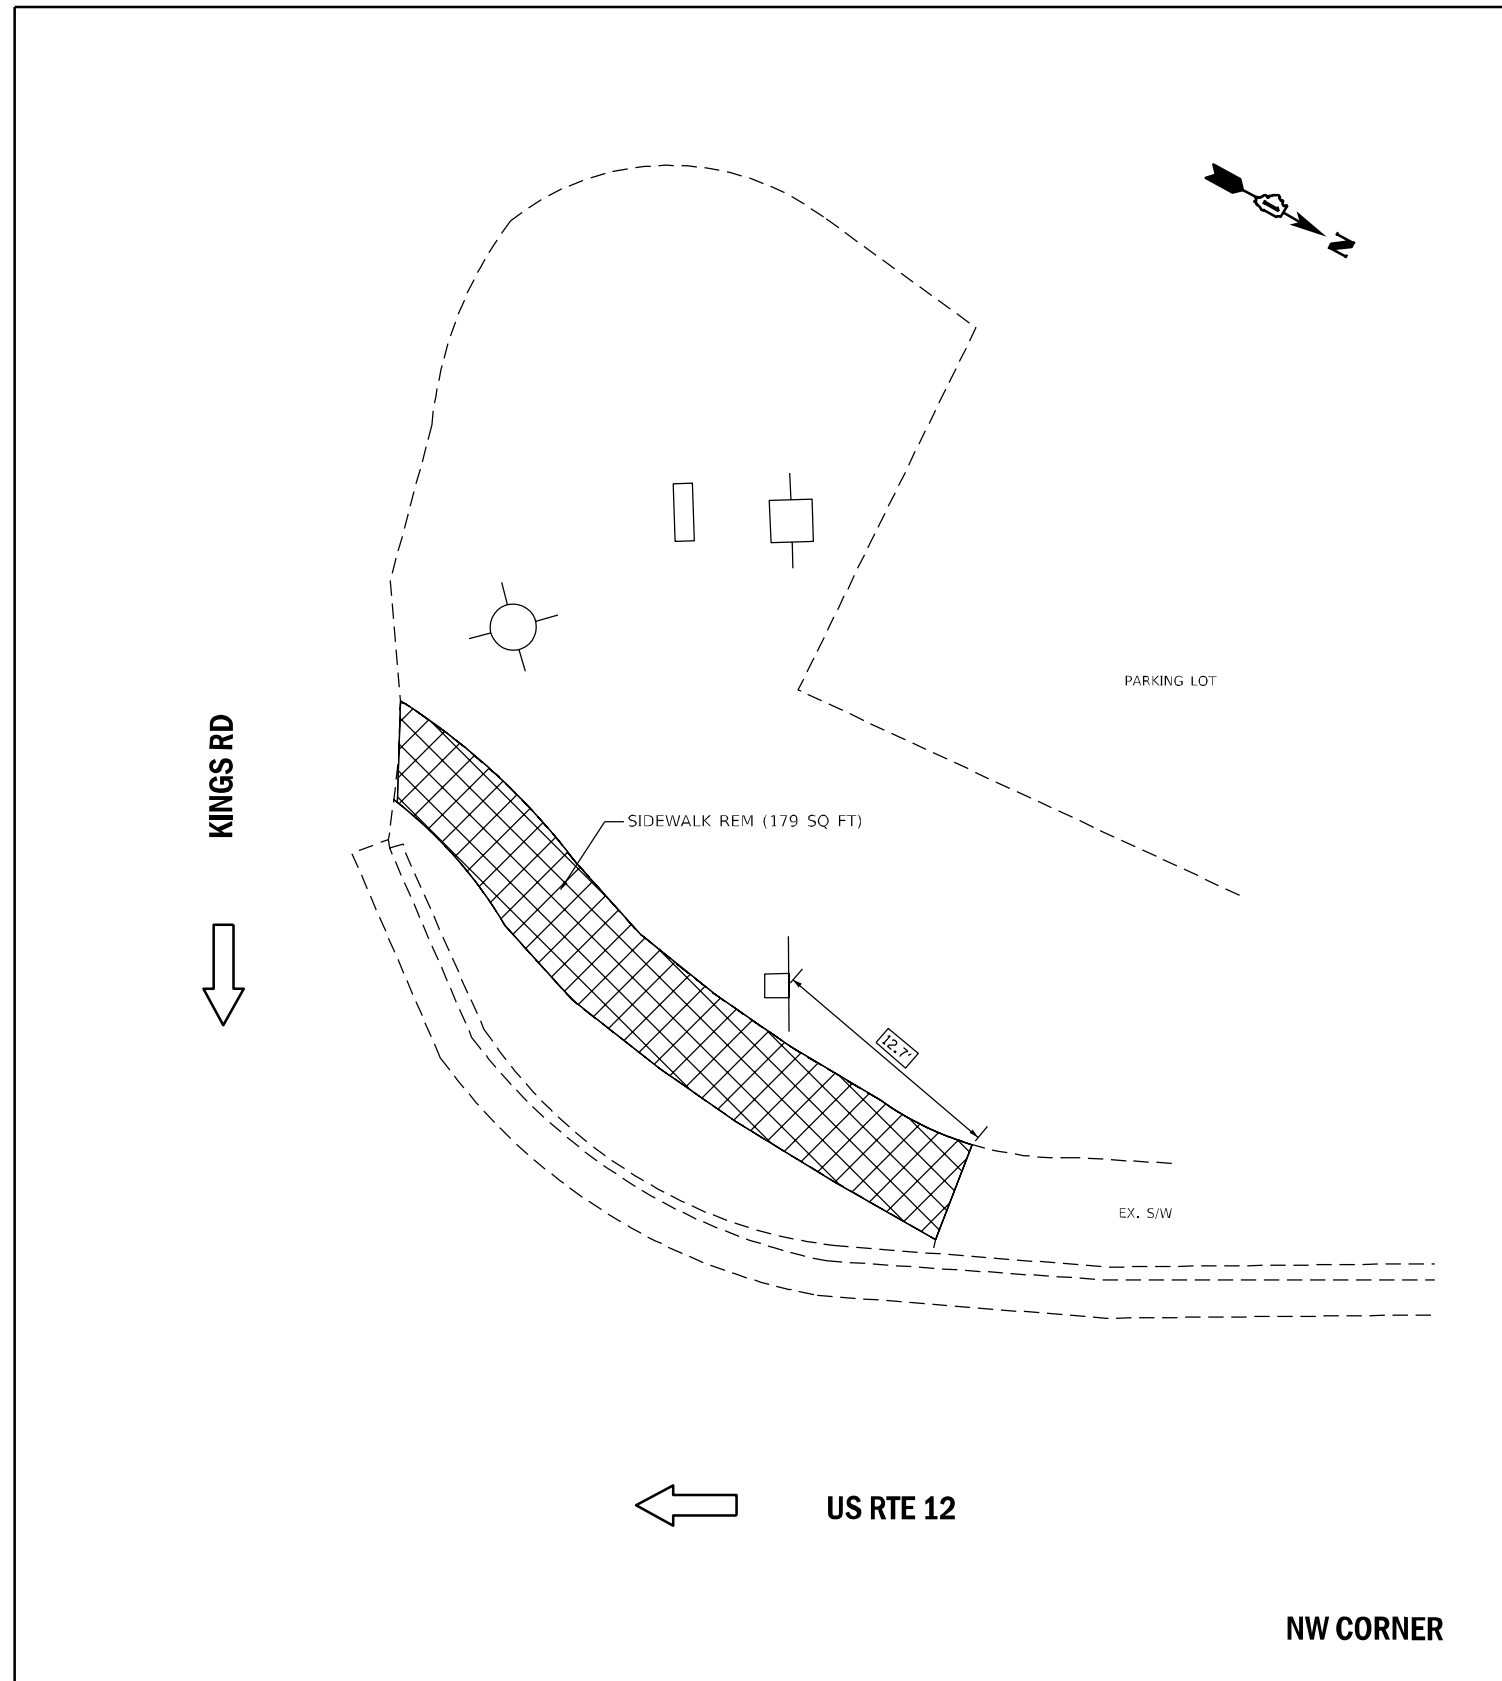 N
PARKING LOT
KINGS RD
SIDEWALK REM (179 SQ FT)
12.7'
EX. S/W
US RTE 12
NW CORNER